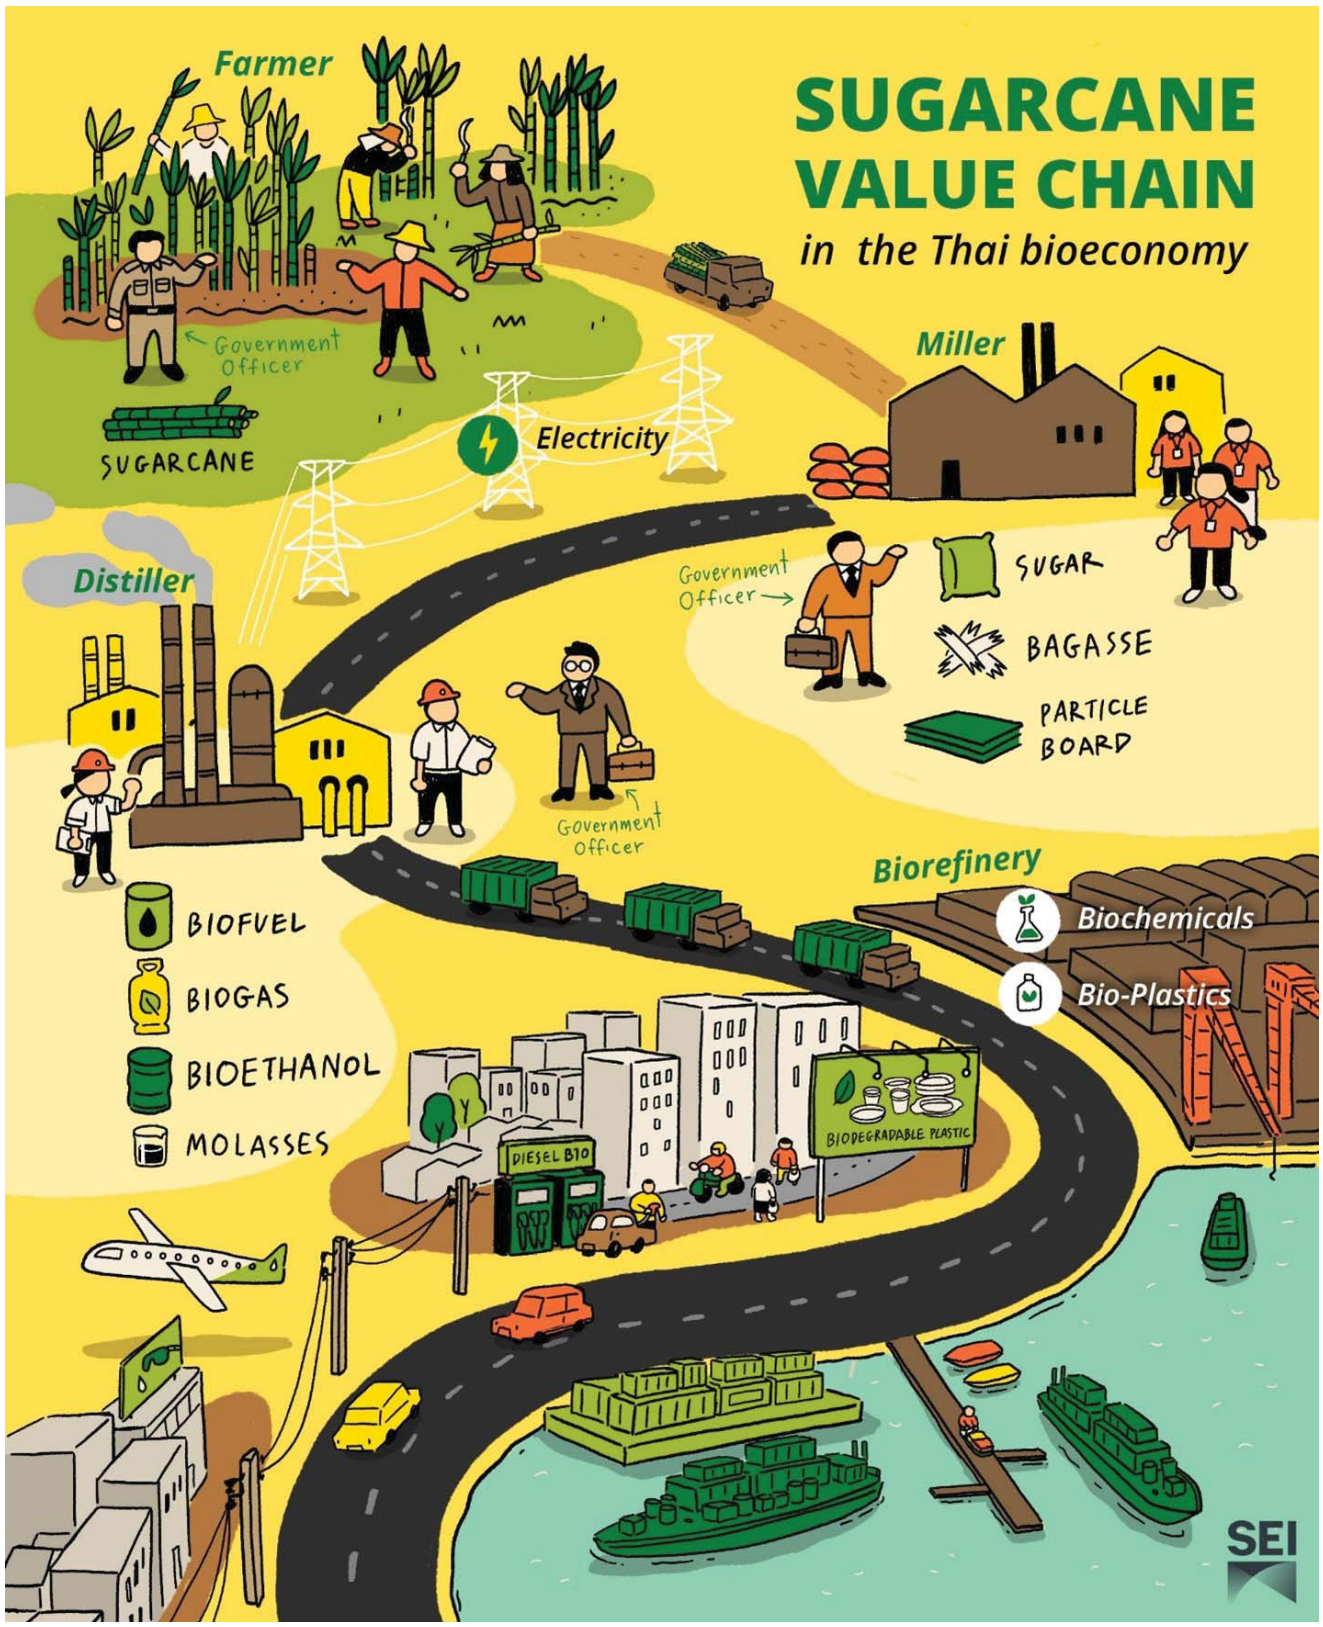 Farmer
SUGARCANE
VALUE CHAIN
in the Thai bioeconomy
Government
Officer
SUGARCANE
Electricity
Miller
Government
Officer
SUGAR
BAGASSE
PARTICLE
BOARD
Distiller
Government
Officer
BIOFUEL
BIOGAS
BIOETHANOL
MOLASSES
Biorefinery
Biochemicals
Bio-Plastics
BIODEGRADABLE PLASTIC
DIESEL B10
SEI